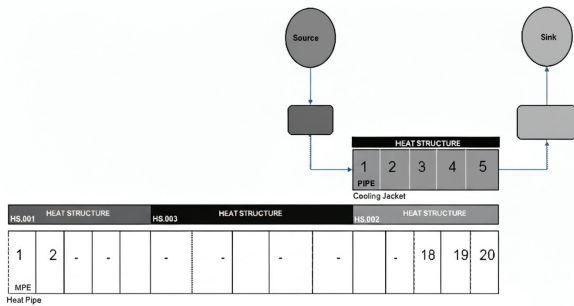 Source
Sink
HEAT STRUCTURE
1 2 3 4 5
PIPE
Cooling Jacket
HS.001 HEAT STRUCTURE HS.003 HEAT STRUCTURE HS.002 HEAT STRUCTURE
1 2 - - - - - - - 18 19 20
MPE
Heat Pipe